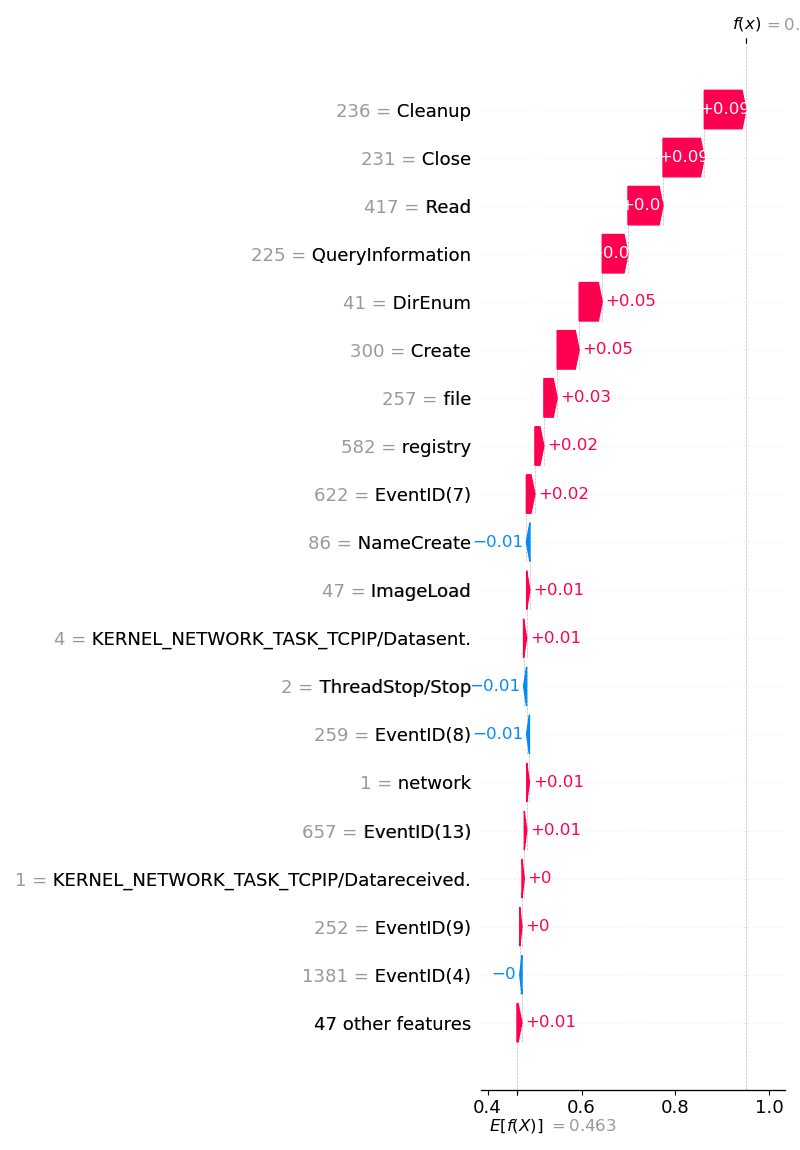 f(x) = 0.
236 = Cleanup +0.09
231 = Close +0.09
417 = Read +0.0
225 = QueryInformation 0.0
41 = DirEnum +0.05
300 = Create +0.05
257 = file +0.03
582 = registry +0.02
622 = EventID(7) +0.02
86 = NameCreate −0.01
47 = ImageLoad +0.01
4 = KERNEL_NETWORK_TASK_TCPIP/Datasent. +0.01
2 = ThreadStop/Stop −0.01
259 = EventID(8) −0.01
1 = network +0.01
657 = EventID(13) +0.01
1 = KERNEL_NETWORK_TASK_TCPIP/Datareceived. +0
252 = EventID(9) +0
1381 = EventID(4) −0
47 other features +0.01
0.4 0.6 0.8 1.0
E[f(X)] = 0.463